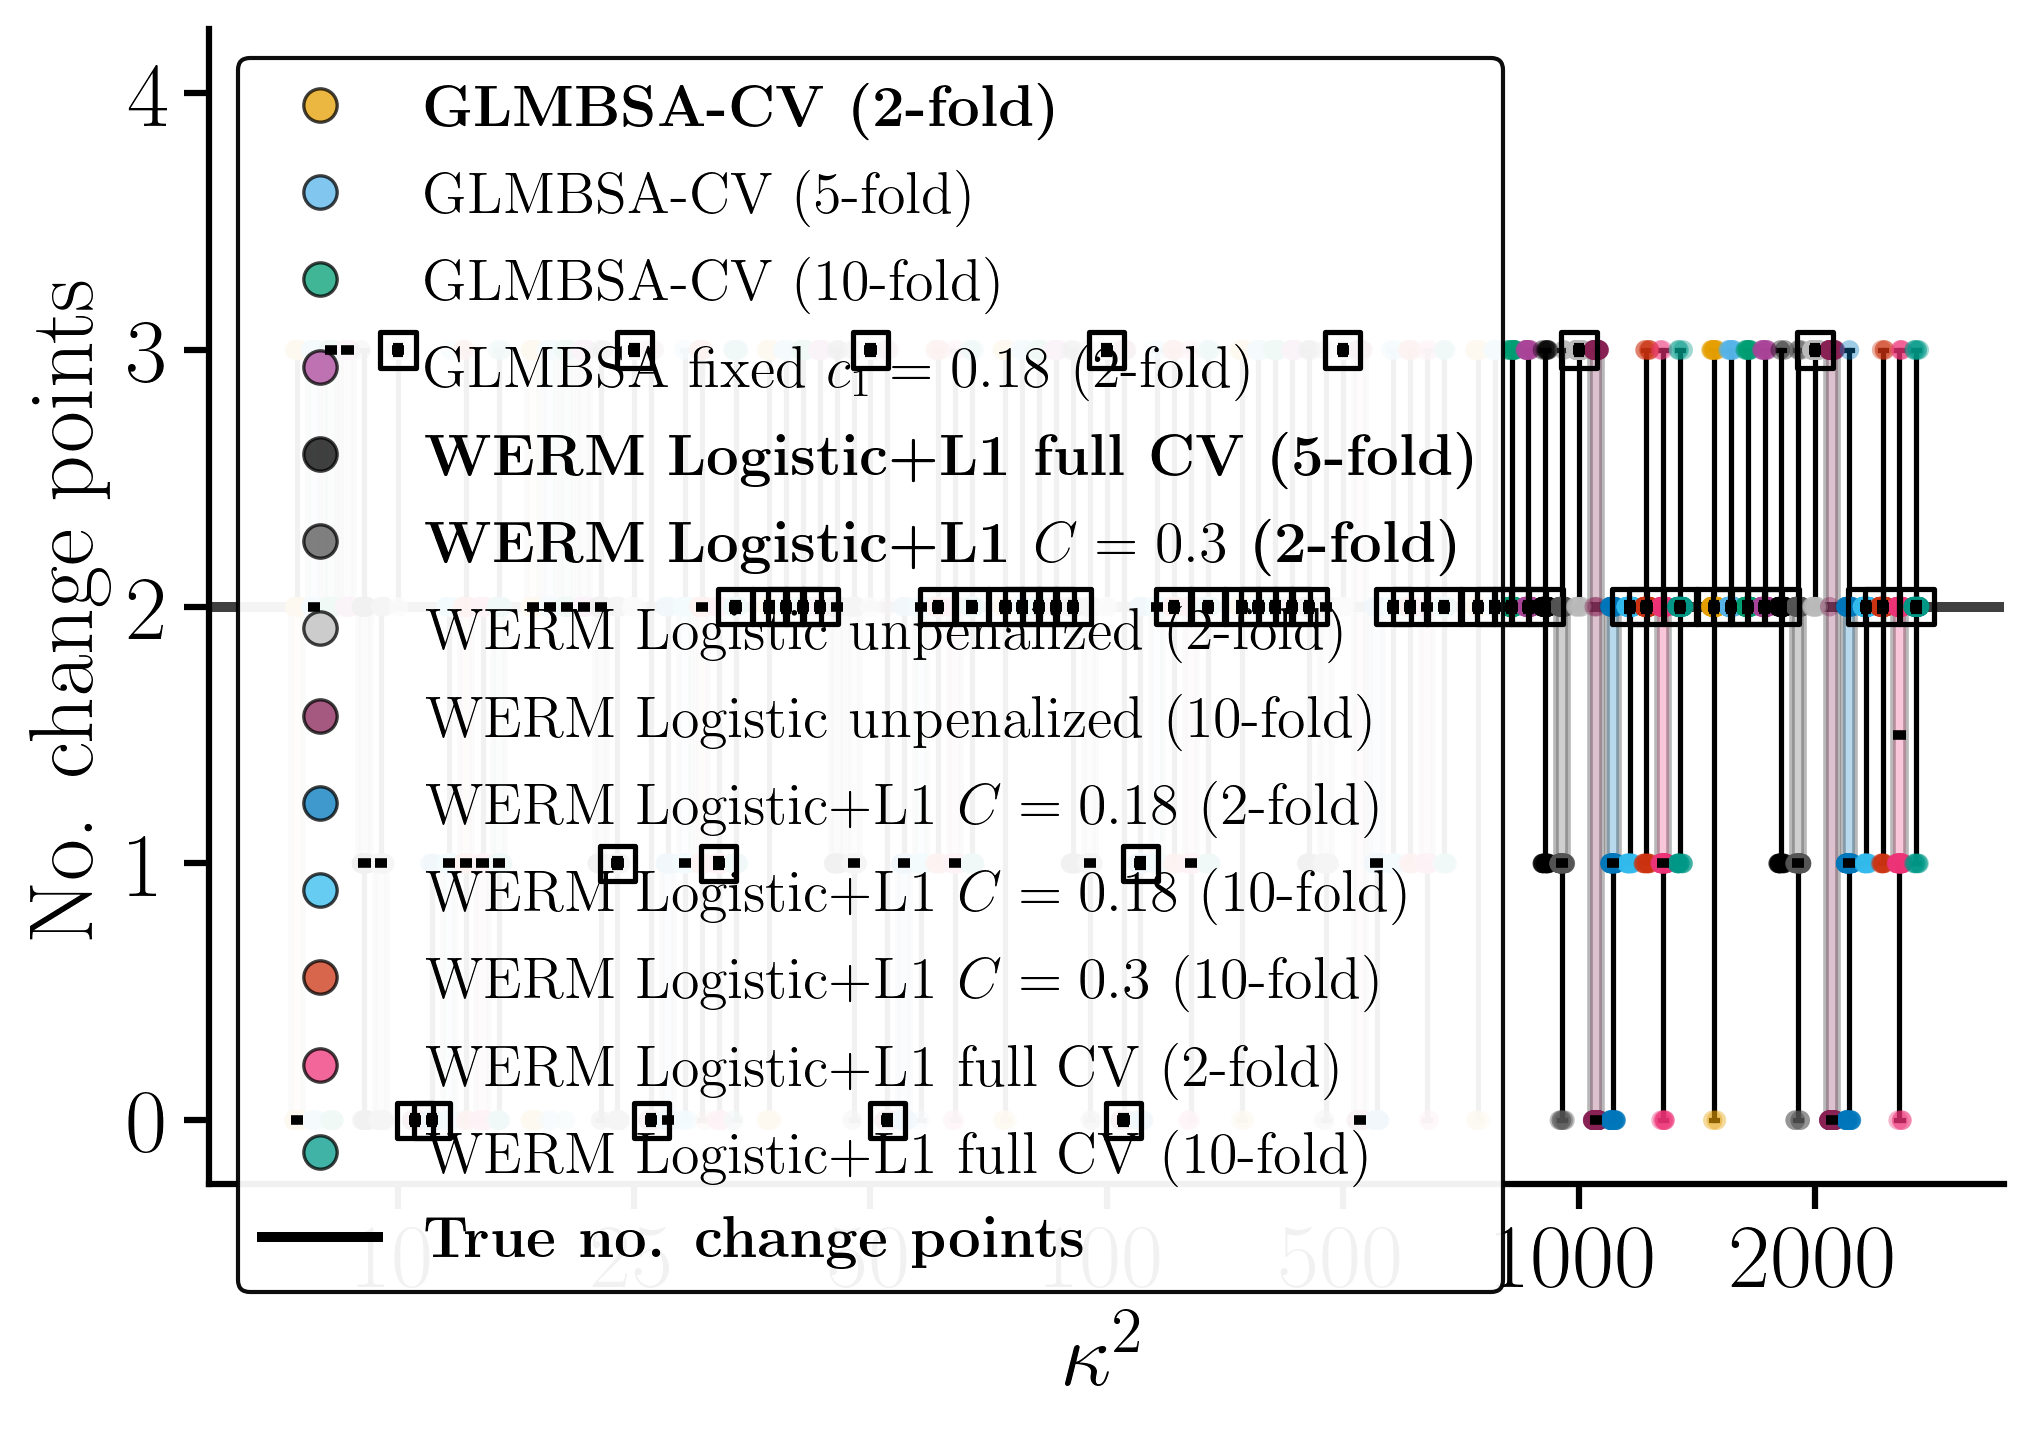 No. change points
4
3
2
1
0
GLMBSA-CV (2-fold)
GLMBSA-CV (5-fold)
GLMBSA-CV (10-fold)
GLMBSA fixed c₁ = 0.18 (2-fold)
WERM Logistic+L1 full CV (5-fold)
WERM Logistic+L1 C = 0.3 (2-fold)
WERM Logistic unpenalized (2-fold)
WERM Logistic unpenalized (10-fold)
WERM Logistic+L1 C = 0.18 (2-fold)
WERM Logistic+L1 C = 0.18 (10-fold)
WERM Logistic+L1 C = 0.3 (10-fold)
WERM Logistic+L1 full CV (2-fold)
WERM Logistic+L1 full CV (10-fold)
True no. change points
10 25 50 100 500 1000 2000
κ²